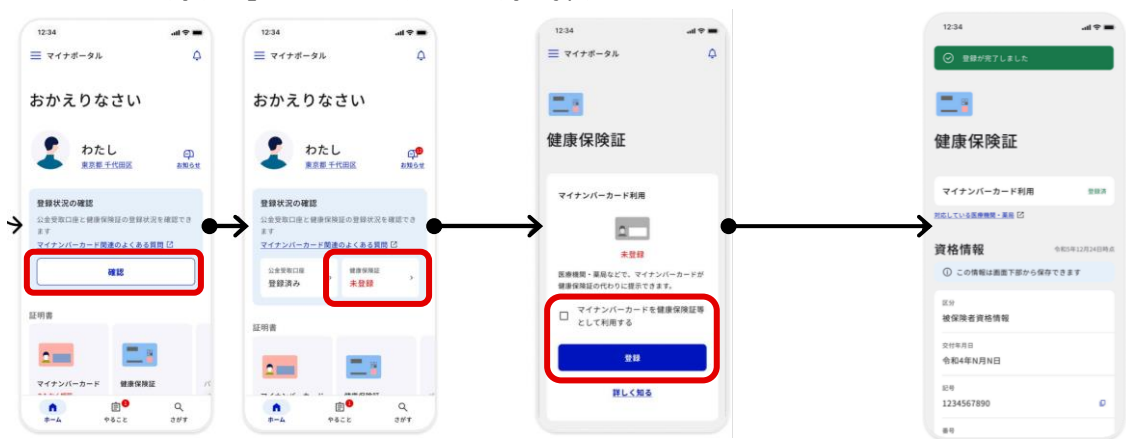 12:34
マイナポータル
おかえりなさい
わたし
東京都 千代田区
お知らせ
登録状況の確認
公金受取口座と健康保険証の登録状況を確認でき
ます
マイナンバーカード関連のよくある質問
確認
証明書
マイナンバーカード
健康保険証
ホーム
やること
さがす
12:34
マイナポータル
おかえりなさい
わたし
東京都 千代田区
お知らせ
登録状況の確認
公金受取口座と健康保険証の登録状況を確認でき
ます
マイナンバーカード関連のよくある質問
公金受取口座
登録済み
健康保険証
未登録
証明書
ホーム
やること
さがす
12:34
マイナポータル
健康保険証
マイナンバーカード利用
未登録
医療機関・薬局などで、マイナンバーカードが
健康保険証の代わりに提示できます。
マイナンバーカードを健康保険証等
として利用する
登録
詳しく知る
12:34
登録が完了しました
健康保険証
マイナンバーカード利用
登録済
対応している医療機関・薬局
資格情報
令和5年12月24日時点
この情報は画面下部から保存できます
区分
被保険者資格情報
交付年月日
令和4年N月N日
記号
1234567890
番号